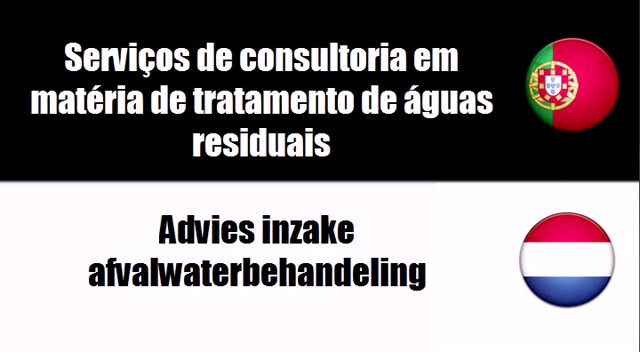 Serviços de consultoria em
matéria de tratamento de águas
residuais
Advies inzake
afvalwaterbehandeling